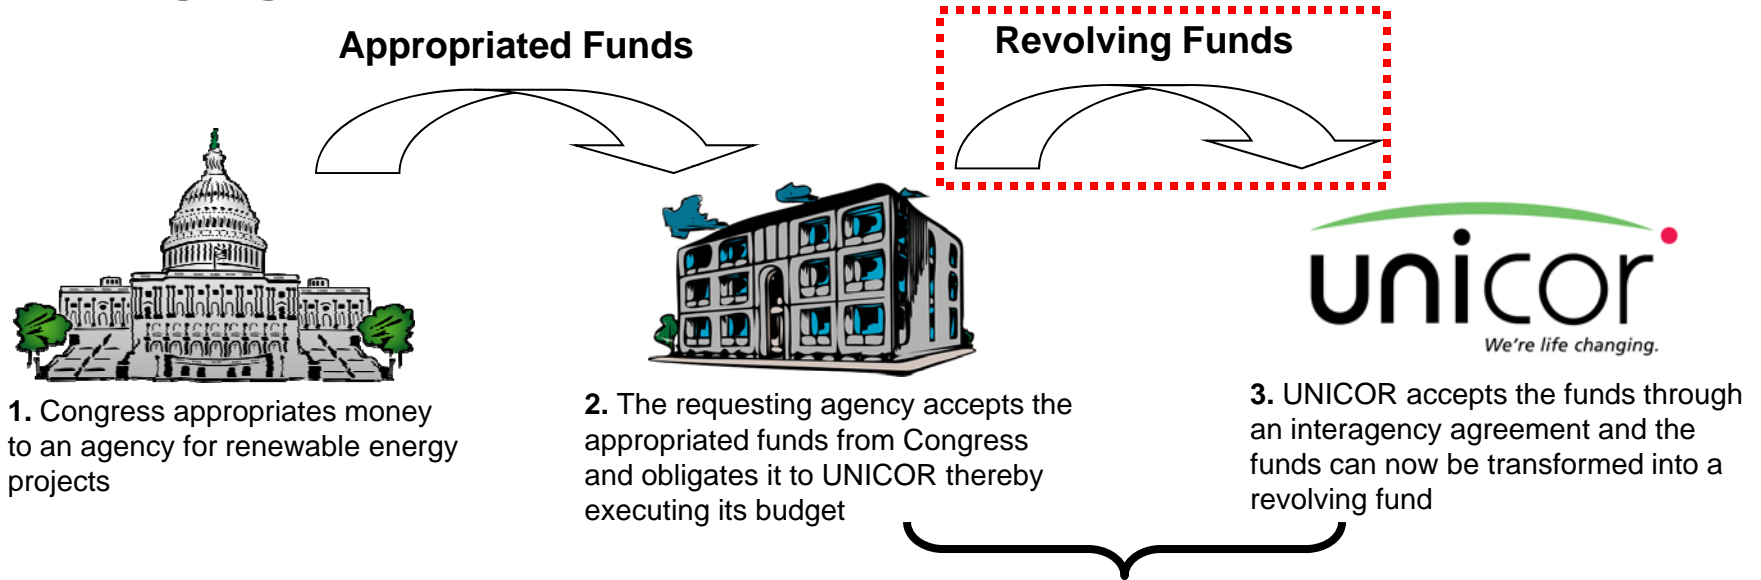 Appropriated Funds
Revolving Funds
unicor
We're life changing.
1. Congress appropriates money
to an agency for renewable energy
projects
2. The requesting agency accepts the
appropriated funds from Congress
and obligates it to UNICOR thereby
executing its budget
3. UNICOR accepts the funds through
an interagency agreement and the
funds can now be transformed into a
revolving fund